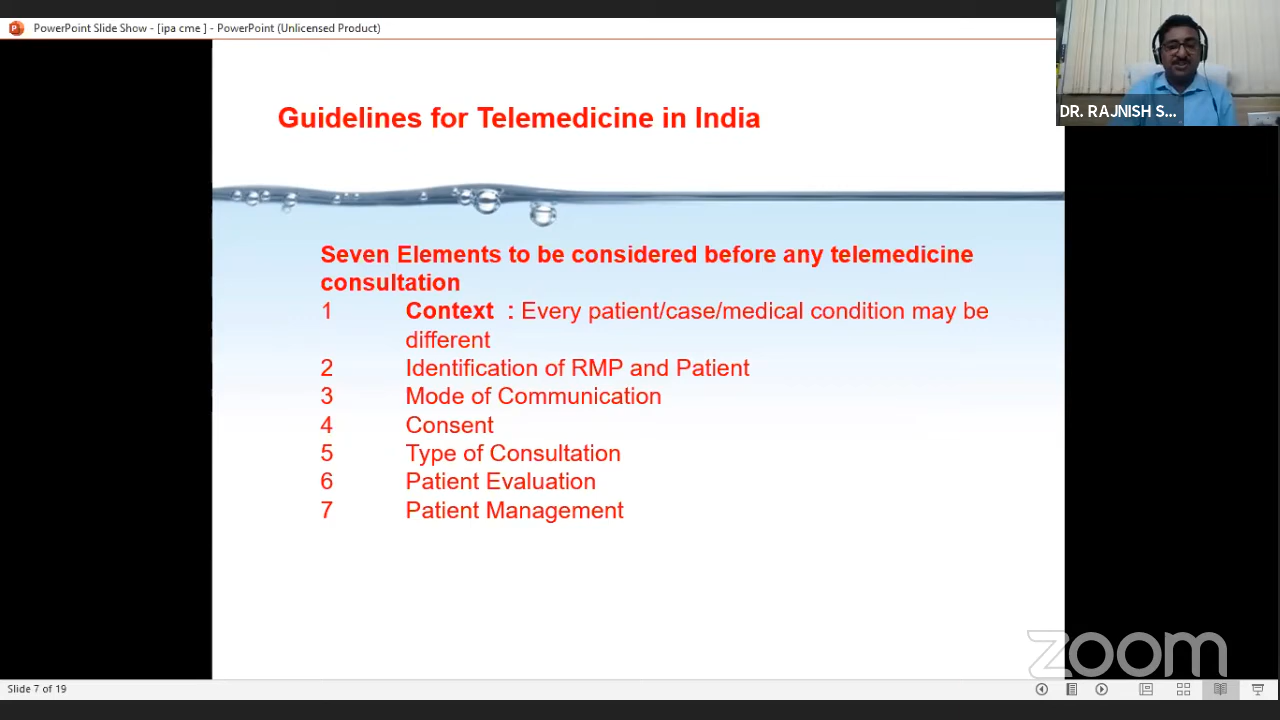 PowerPoint Slide Show - [ipa cme ] - PowerPoint (Unlicensed Product)
DR. RAJNISH S...
Guidelines for Telemedicine in India
Seven Elements to be considered before any telemedicine
consultation
1 Context : Every patient/case/medical condition may be
different
2 Identification of RMP and Patient
3 Mode of Communication
4 Consent
5 Type of Consultation
6 Patient Evaluation
7 Patient Management
zoom
Slide 7 of 19